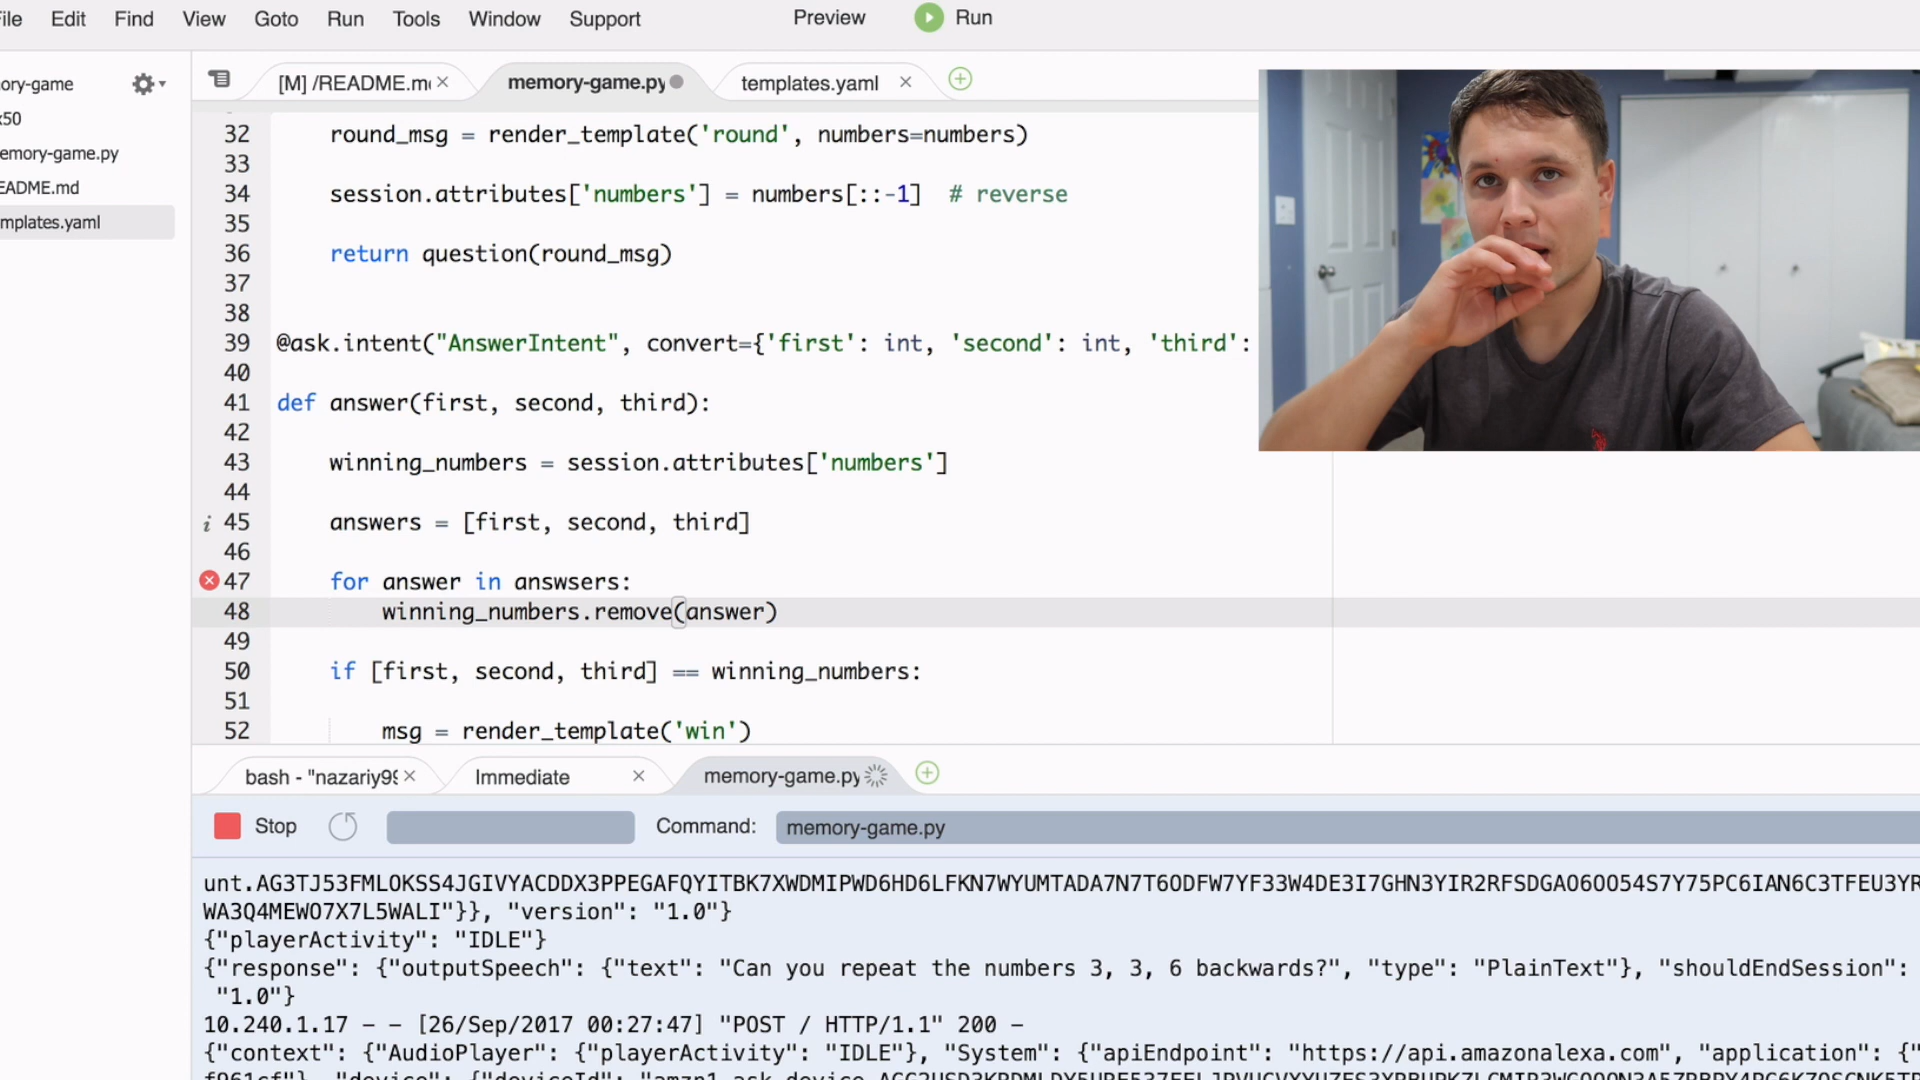 File Edit Find View Goto Run Tools Window Support Preview Run
ory-game
x50
emory-game.py
EADME.md
mplates.yaml
[M] /README.m memory-game.py templates.yaml
32 round_msg = render_template('round', numbers=numbers)
33
34 session.attributes['numbers'] = numbers[::-1]  # reverse
35
36 return question(round_msg)
37
38
39 @ask.intent("AnswerIntent", convert={'first': int, 'second': int, 'third':
40
41 def answer(first, second, third):
42
43 winning_numbers = session.attributes['numbers']
44
45 answers = [first, second, third]
46
47 for answer in answsers:
48 winning_numbers.remove(answer)
49
50 if [first, second, third] == winning_numbers:
51
52 msg = render_template('win')
bash - "nazariy99 Immediate memory-game.py
Stop Command: memory-game.py
WA3Q4MEWO7X7L5WALI"}}, "version": "1.0"}
{"playerActivity": "IDLE"}
{"response": {"outputSpeech": {"text": "Can you repeat the numbers 3, 3, 6 backwards?", "type": "PlainText"}, "shouldEndSession":
"1.0"}
10.240.1.17 - - [26/Sep/2017 00:27:47] "POST / HTTP/1.1" 200 -
{"context": {"AudioPlayer": {"playerActivity": "IDLE"}, "System": {"apiEndpoint": "https://api.amazonalexa.com", "application": {"